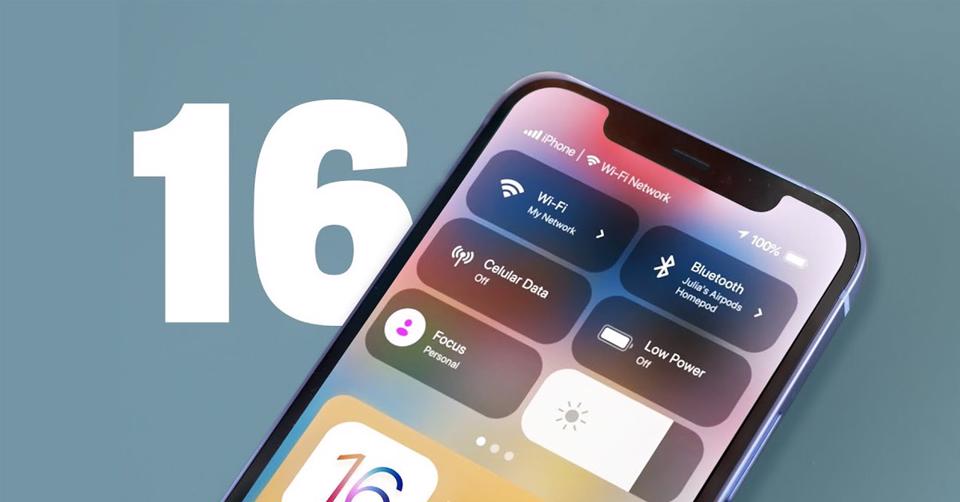 16
iPhone | Wi-Fi Network
100%
Wi-Fi
My Network
Bluetooth
Julia's Airpods
Homepod
Celular Data
Off
Low Power
Off
Focus
Personal
16